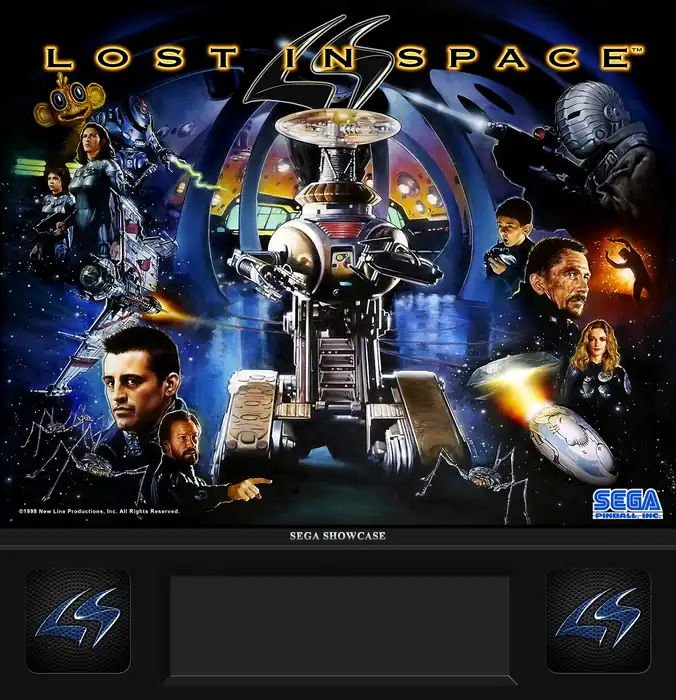 LOST IN SPACE™
©1998 New Line Productions, Inc. All Rights Reserved.
SEGA
PINBALL, INC.
SEGA SHOWCASE